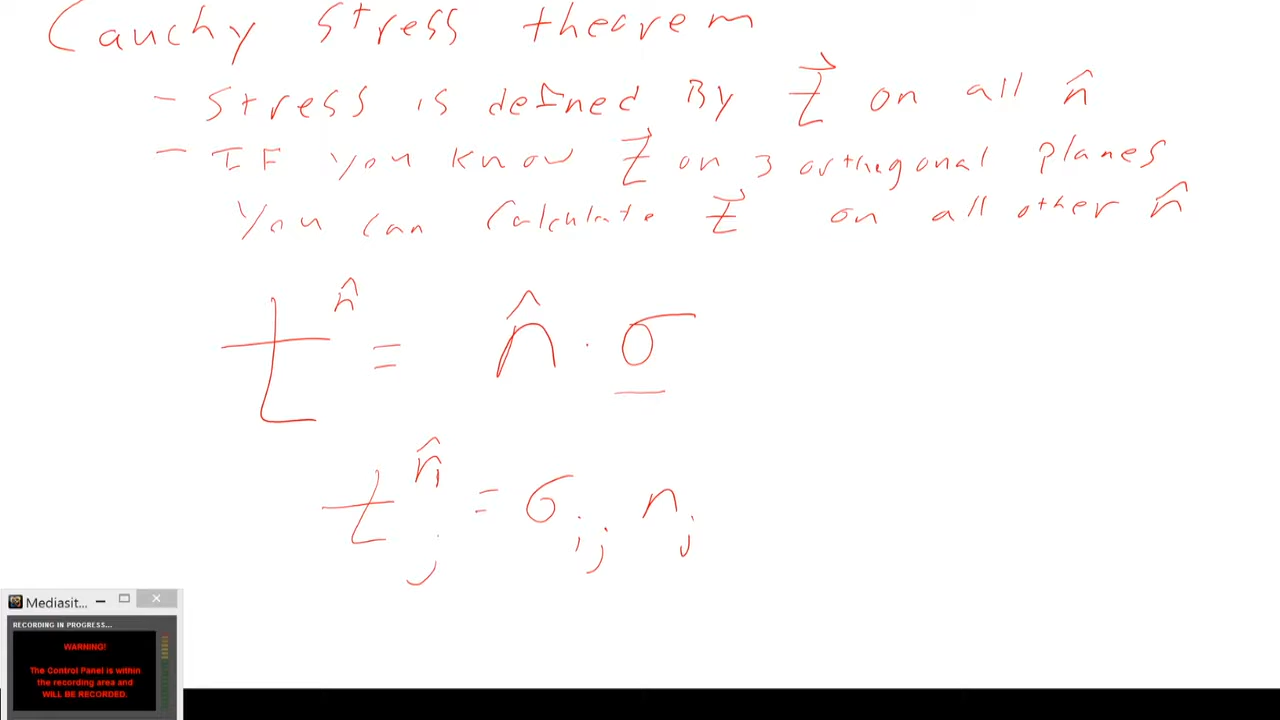 Cauchy stress theorem
- stress is defined By t⃗ on all n̂
- IF you know t⃗ on 3 orthogonal planes
you can calculate t⃗ on all other n̂
t^n̂ = n̂ · σ
t_j^n̂ = σ_ij n_j
Mediasit...
RECORDING IN PROGRESS...
WARNING!
The Control Panel is within
the recording area and
WILL BE RECORDED.